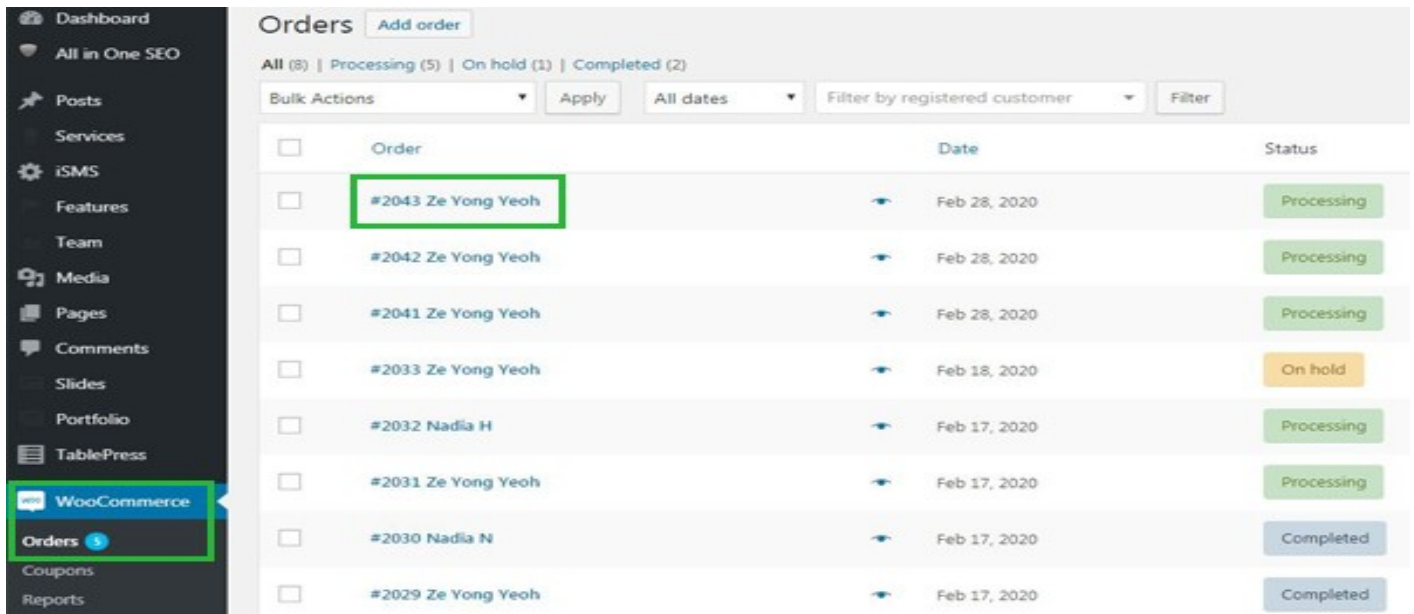 Dashboard
All in One SEO
Posts
Services
iSMS
Features
Team
Media
Pages
Comments
Slides
Portfolio
TablePress
woo WooCommerce
Orders 5
Coupons
Reports
Orders Add order
All (8) | Processing (5) | On hold (1) | Completed (2)
Bulk Actions Apply All dates Filter by registered customer Filter
Order Date Status
#2043 Ze Yong Yeoh Feb 28, 2020 Processing
#2042 Ze Yong Yeoh Feb 28, 2020 Processing
#2041 Ze Yong Yeoh Feb 28, 2020 Processing
#2033 Ze Yong Yeoh Feb 18, 2020 On hold
#2032 Nadia H Feb 17, 2020 Processing
#2031 Ze Yong Yeoh Feb 17, 2020 Processing
#2030 Nadia N Feb 17, 2020 Completed
#2029 Ze Yong Yeoh Feb 17, 2020 Completed